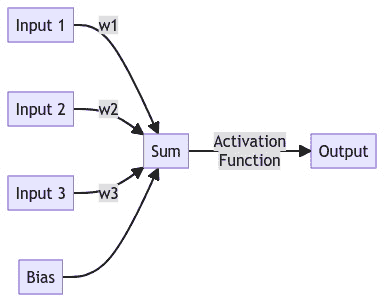 Input 1
w1
Input 2
w2
Input 3
w3
Bias
Sum
Activation
Function
Output